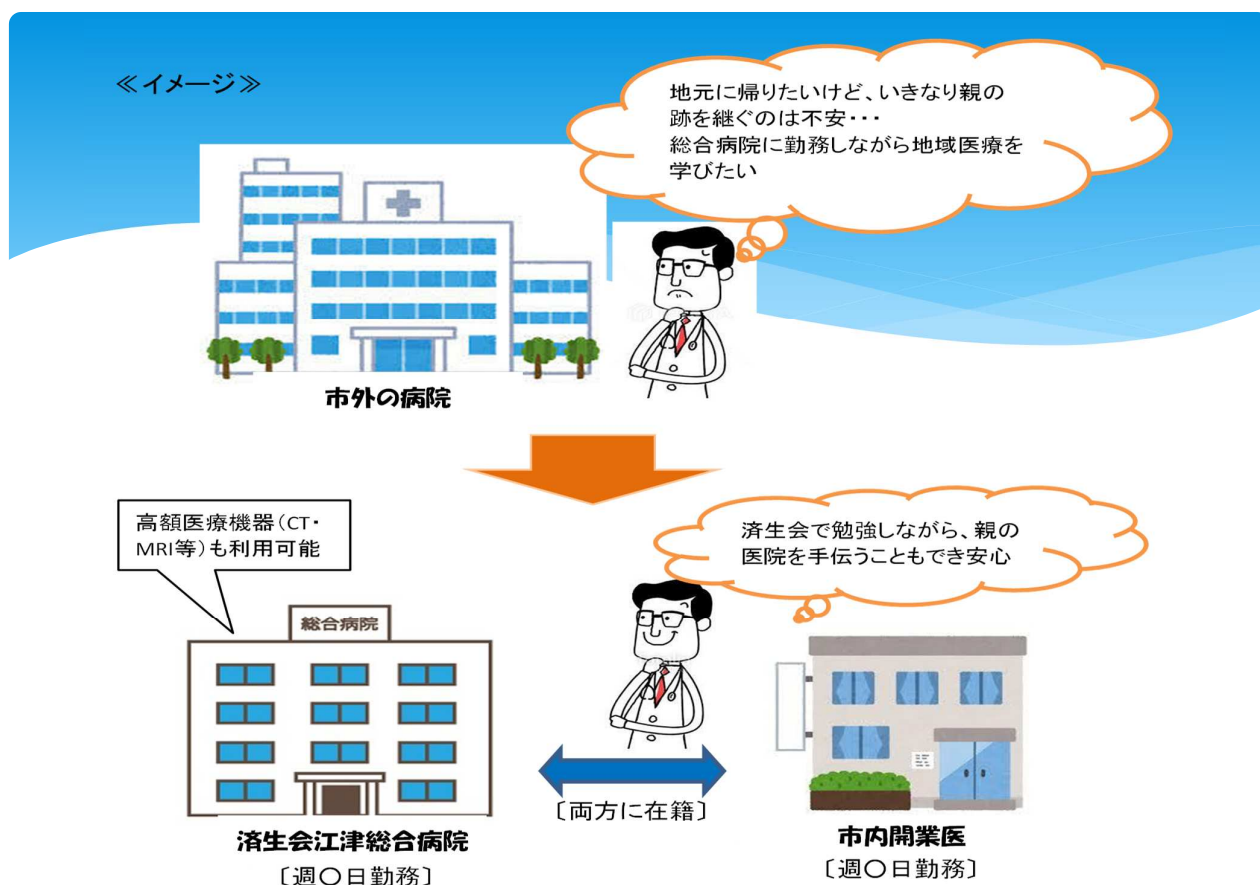 ≪イメージ≫
地元に帰りたいけど、いきなり親の
跡を継ぐのは不安・・・
総合病院に勤務しながら地域医療を
学びたい
市外の病院
高額医療機器(CT・
MRI等)も利用可能
済生会で勉強しながら、親の
医院を手伝うこともでき安心
総合病院
〔両方に在籍〕
済生会江津総合病院
〔週〇日勤務〕
市内開業医
〔週〇日勤務〕